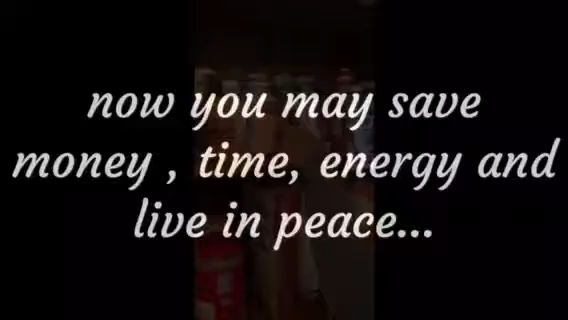 now you may save
money , time, energy and
live in peace...